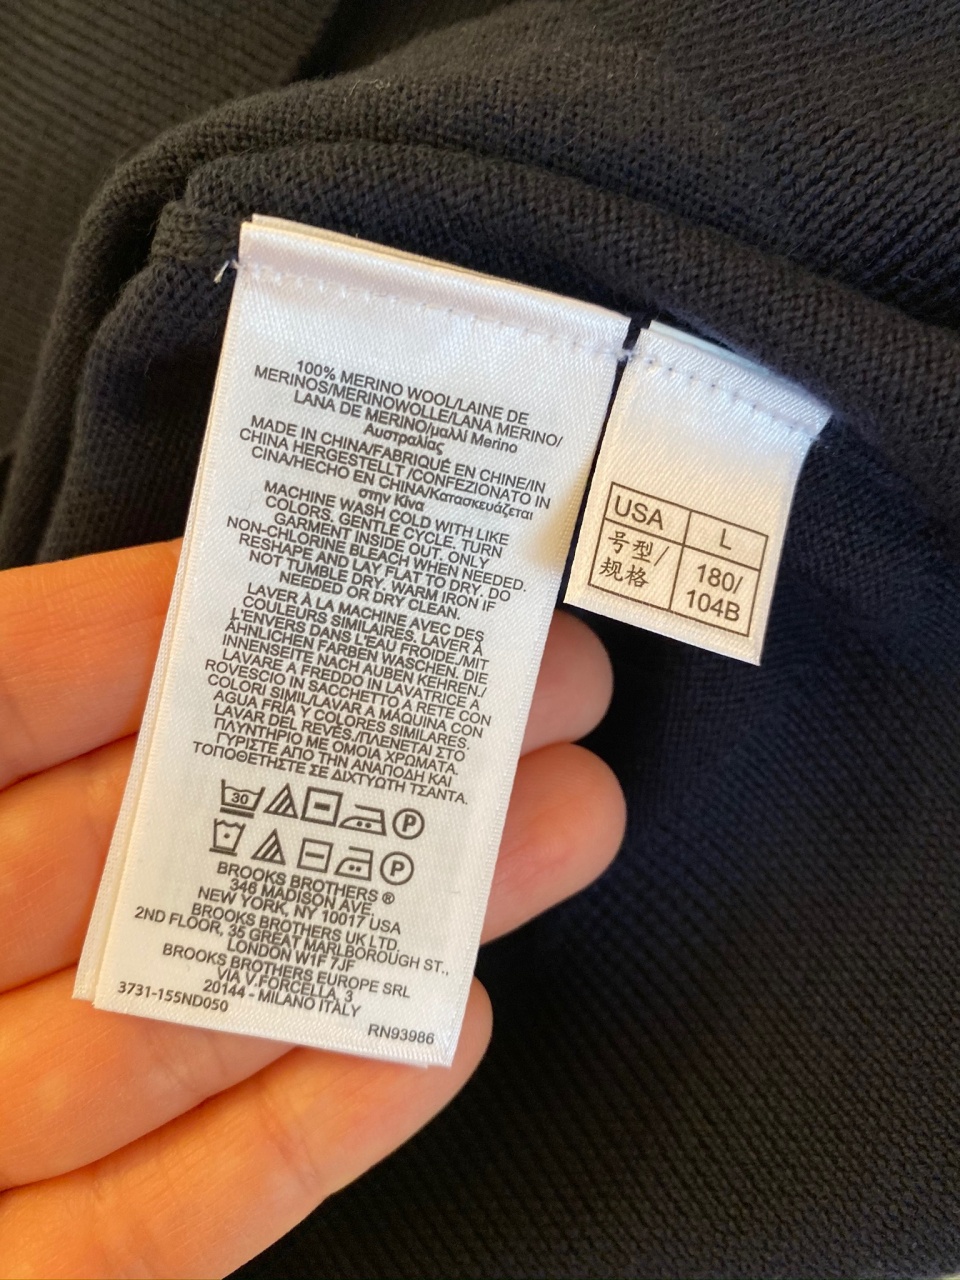 100% MERINO WOOL/LAINE DE
MERINOS/MERINOWOLLE/LANA MERINO/
LANA DE MERINO/μαλλί Merino
Αυστραλίας
MADE IN CHINA/FABRIQUÉ EN CHINE/IN
CHINA HERGESTELLT /CONFEZIONATO IN
CINA/HECHO EN CHINA/Κατασκευάζεται
στην Κίνα
MACHINE WASH COLD WITH LIKE
COLORS, GENTLE CYCLE. TURN
GARMENT INSIDE OUT. ONLY
NON-CHLORINE BLEACH WHEN NEEDED.
RESHAPE AND LAY FLAT TO DRY. DO
NOT TUMBLE DRY. WARM IRON IF
NEEDED OR DRY CLEAN.
LAVER À LA MACHINE AVEC DES
COULEURS SIMILAIRES. LAVER À
L'ENVERS DANS L'EAU FROIDE./MIT
ÄHNLICHEN FARBEN WASCHEN. DIE
INNENSEITE NACH AUBEN KEHREN./
LAVARE A FREDDO IN LAVATRICE A
ROVESCIO IN SACCHETTO A RETE CON
COLORI SIMIL/LAVAR A MÁQUINA CON
AGUA FRÍA Y COLORES SIMILARES.
LAVAR DEL REVÉS./ΠΛΕΝΕΤΑΙ ΣΤΟ
ΠΛΥΝΤΗΡΙΟ ΜΕ ΟΜΟΙΑ ΧΡΩΜΑΤΑ.
ΓΥΡΙΣΤΕ ΑΠΟ ΤΗΝ ΑΝΑΠΟΔΗ ΚΑΙ
ΤΟΠΟΘΕΤΗΣΤΕ ΣΕ ΔΙΧΤΥΩΤΗ ΤΣΑΝΤΑ.
30 P
P
BROOKS BROTHERS ®
346 MADISON AVE.
NEW YORK, NY 10017 USA
BROOKS BROTHERS UK LTD.
2ND FLOOR, 35 GREAT MARLBOROUGH ST.,
LONDON W1F 7JF
BROOKS BROTHERS EUROPE SRL
VIA V.FORCELLA, 3
20144 - MILANO ITALY
3731-155ND050
RN93986
USA L
号型/ 180/
规格 104B